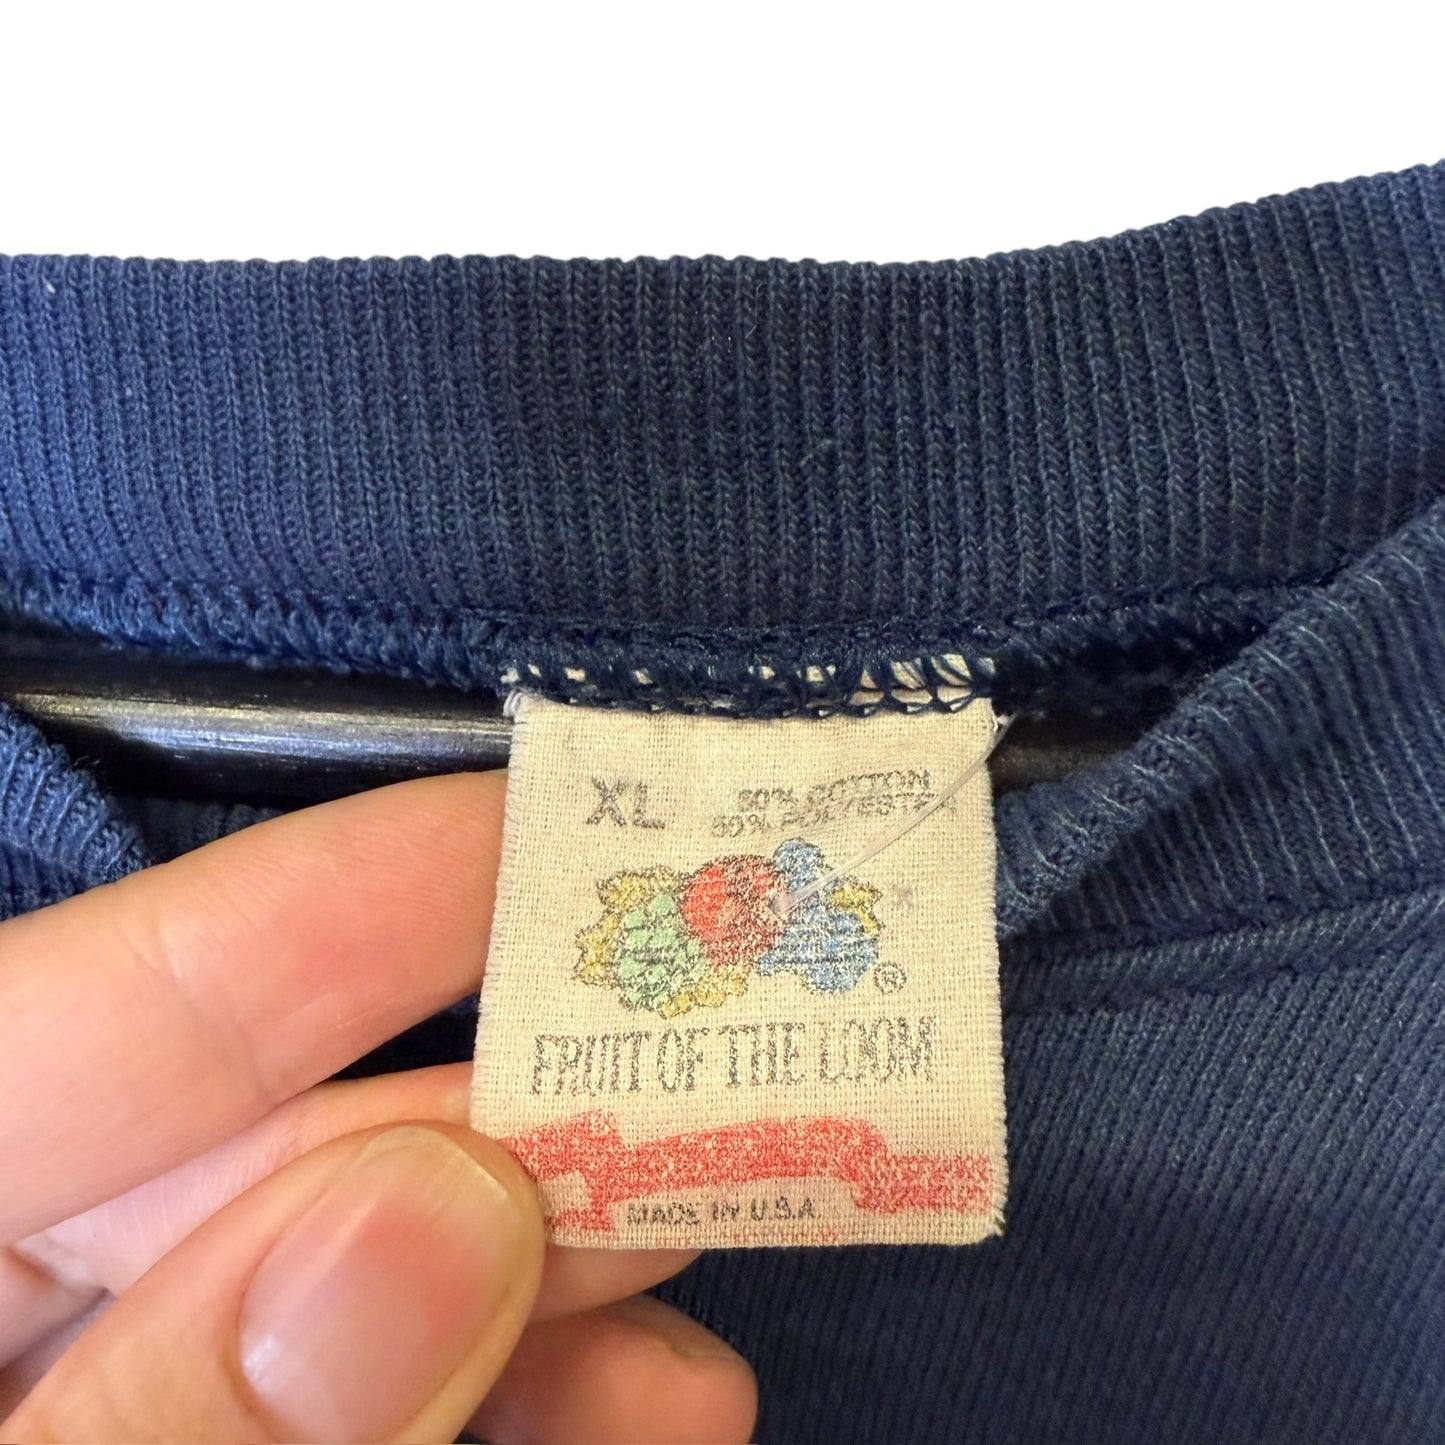 XL
50% COTTON
50% POLYESTER
®
FRUIT OF THE LOOM
MADE IN U.S.A